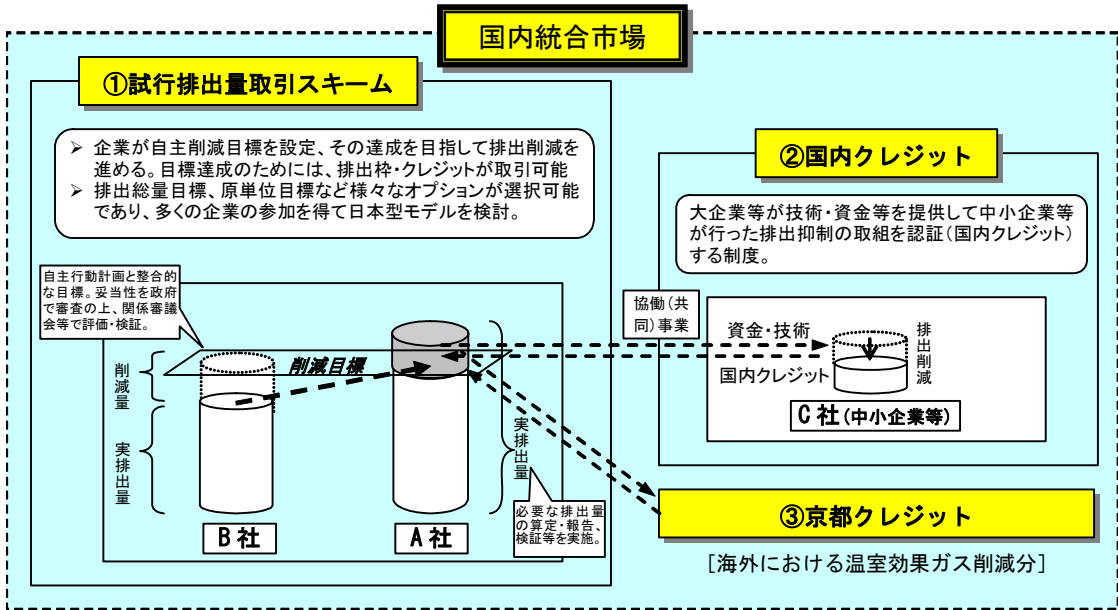 国内統合市場
①試行排出量取引スキーム
➢ 企業が自主削減目標を設定、その達成を目指して排出削減を
進める。目標達成のためには、排出枠・クレジットが取引可能
➢ 排出総量目標、原単位目標など様々なオプションが選択可能
であり、多くの企業の参加を得て日本型モデルを検討。
自主行動計画と整合的
な目標。妥当性を政府
で審査の上、関係審議
会等で評価・検証。
削減目標
削減量
実排出量
実排出量
必要な排出量
の算定・報告、
検証等を実施。
B社
A社
②国内クレジット
大企業等が技術・資金等を提供して中小企業等
が行った排出抑制の取組を認証(国内クレジット)
する制度。
協働(共
同)事業
資金・技術
国内クレジット
排出削減
C社(中小企業等)
③京都クレジット
[海外における温室効果ガス削減分]